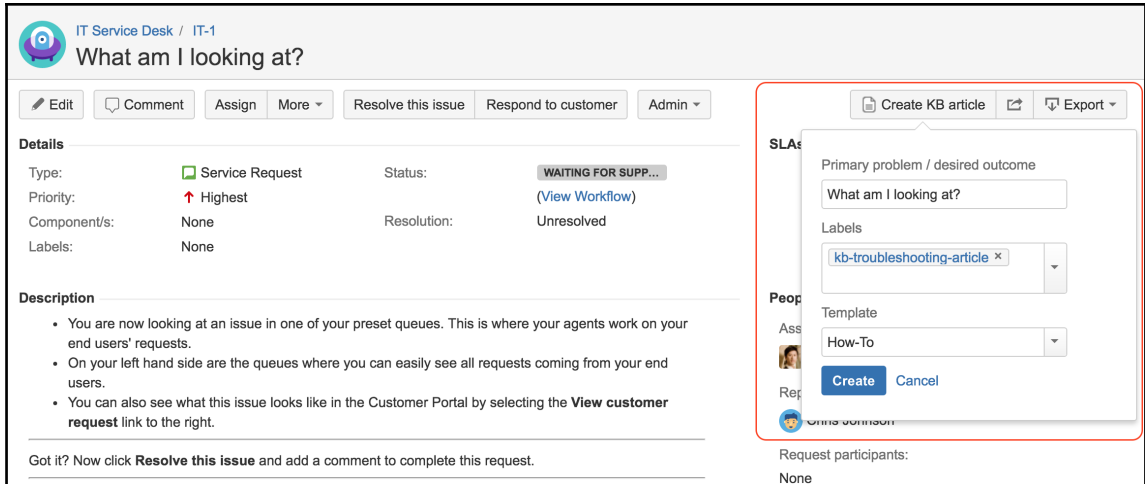 IT Service Desk / IT-1
What am I looking at?
Edit Comment Assign More Resolve this issue Respond to customer Admin Create KB article Export
Details
Type: Service Request Status: WAITING FOR SUPP...
Priority: Highest (View Workflow)
Component/s: None Resolution: Unresolved
Labels: None
Description
• You are now looking at an issue in one of your preset queues. This is where your agents work on your
end users' requests.
• On your left hand side are the queues where you can easily see all requests coming from your end
users.
• You can also see what this issue looks like in the Customer Portal by selecting the View customer
request link to the right.
Got it? Now click Resolve this issue and add a comment to complete this request.
SLAs
Primary problem / desired outcome
What am I looking at?
Labels
kb-troubleshooting-article ×
Template
How-To
Create Cancel
Peop
Ass
Rep
Chris Johnson
Request participants:
None